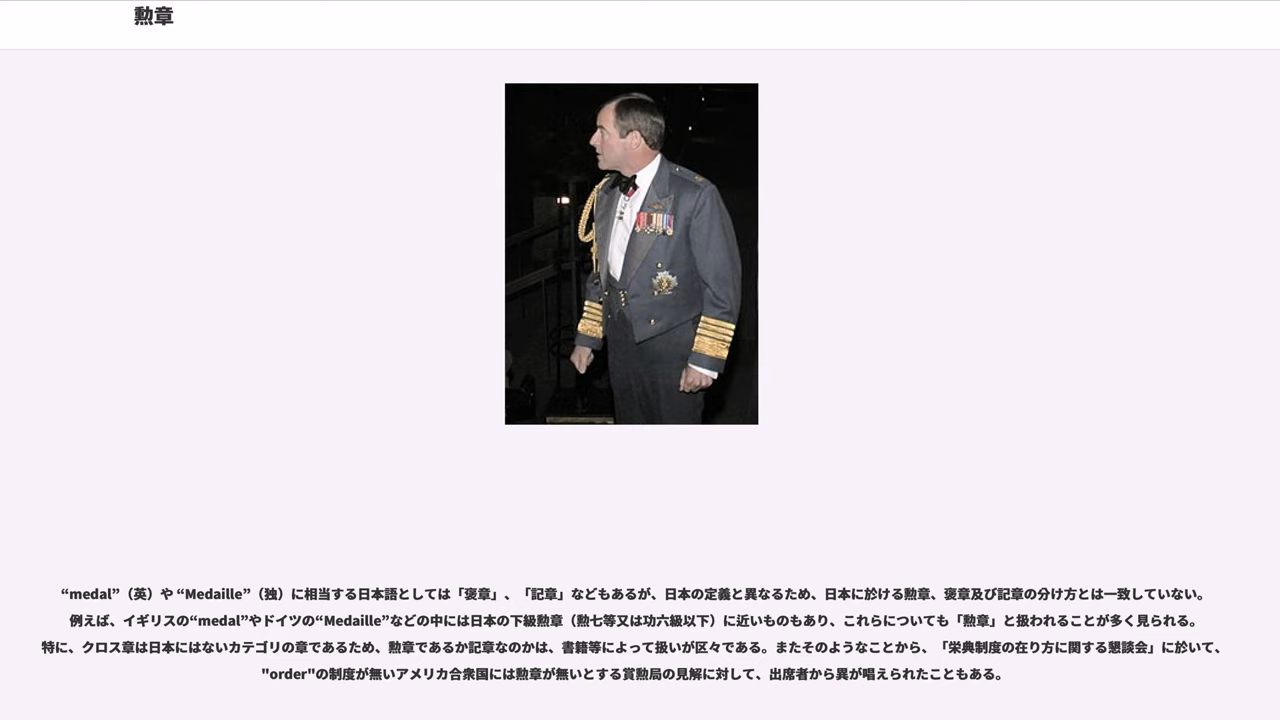 勲章
“medal”（英）や “Medaille”（独）に相当する日本語としては「褒章」、「記章」などもあるが、日本の定義と異なるため、日本に於ける勲章、褒章及び記章の分け方とは一致していない。
例えば、イギリスの“medal”やドイツの“Medaille”などの中には日本の下級勲章（勲七等又は功六級以下）に近いものもあり、これらについても「勲章」と扱われることが多く見られる。
特に、クロス章は日本にはないカテゴリの章であるため、勲章であるか記章なのかは、書籍等によって扱いが区々である。またそのようなことから、「栄典制度の在り方に関する懇談会」に於いて、
"order"の制度が無いアメリカ合衆国には勲章が無いとする賞勲局の見解に対して、出席者から異が唱えられたこともある。